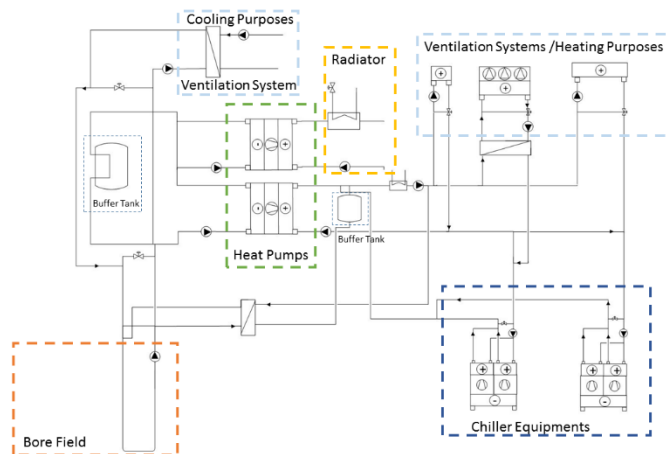 Cooling Purposes
Ventilation System
Radiator
Ventilation Systems /Heating Purposes
Buffer Tank
Heat Pumps
Buffer Tank
Bore Field
Chiller Equipments